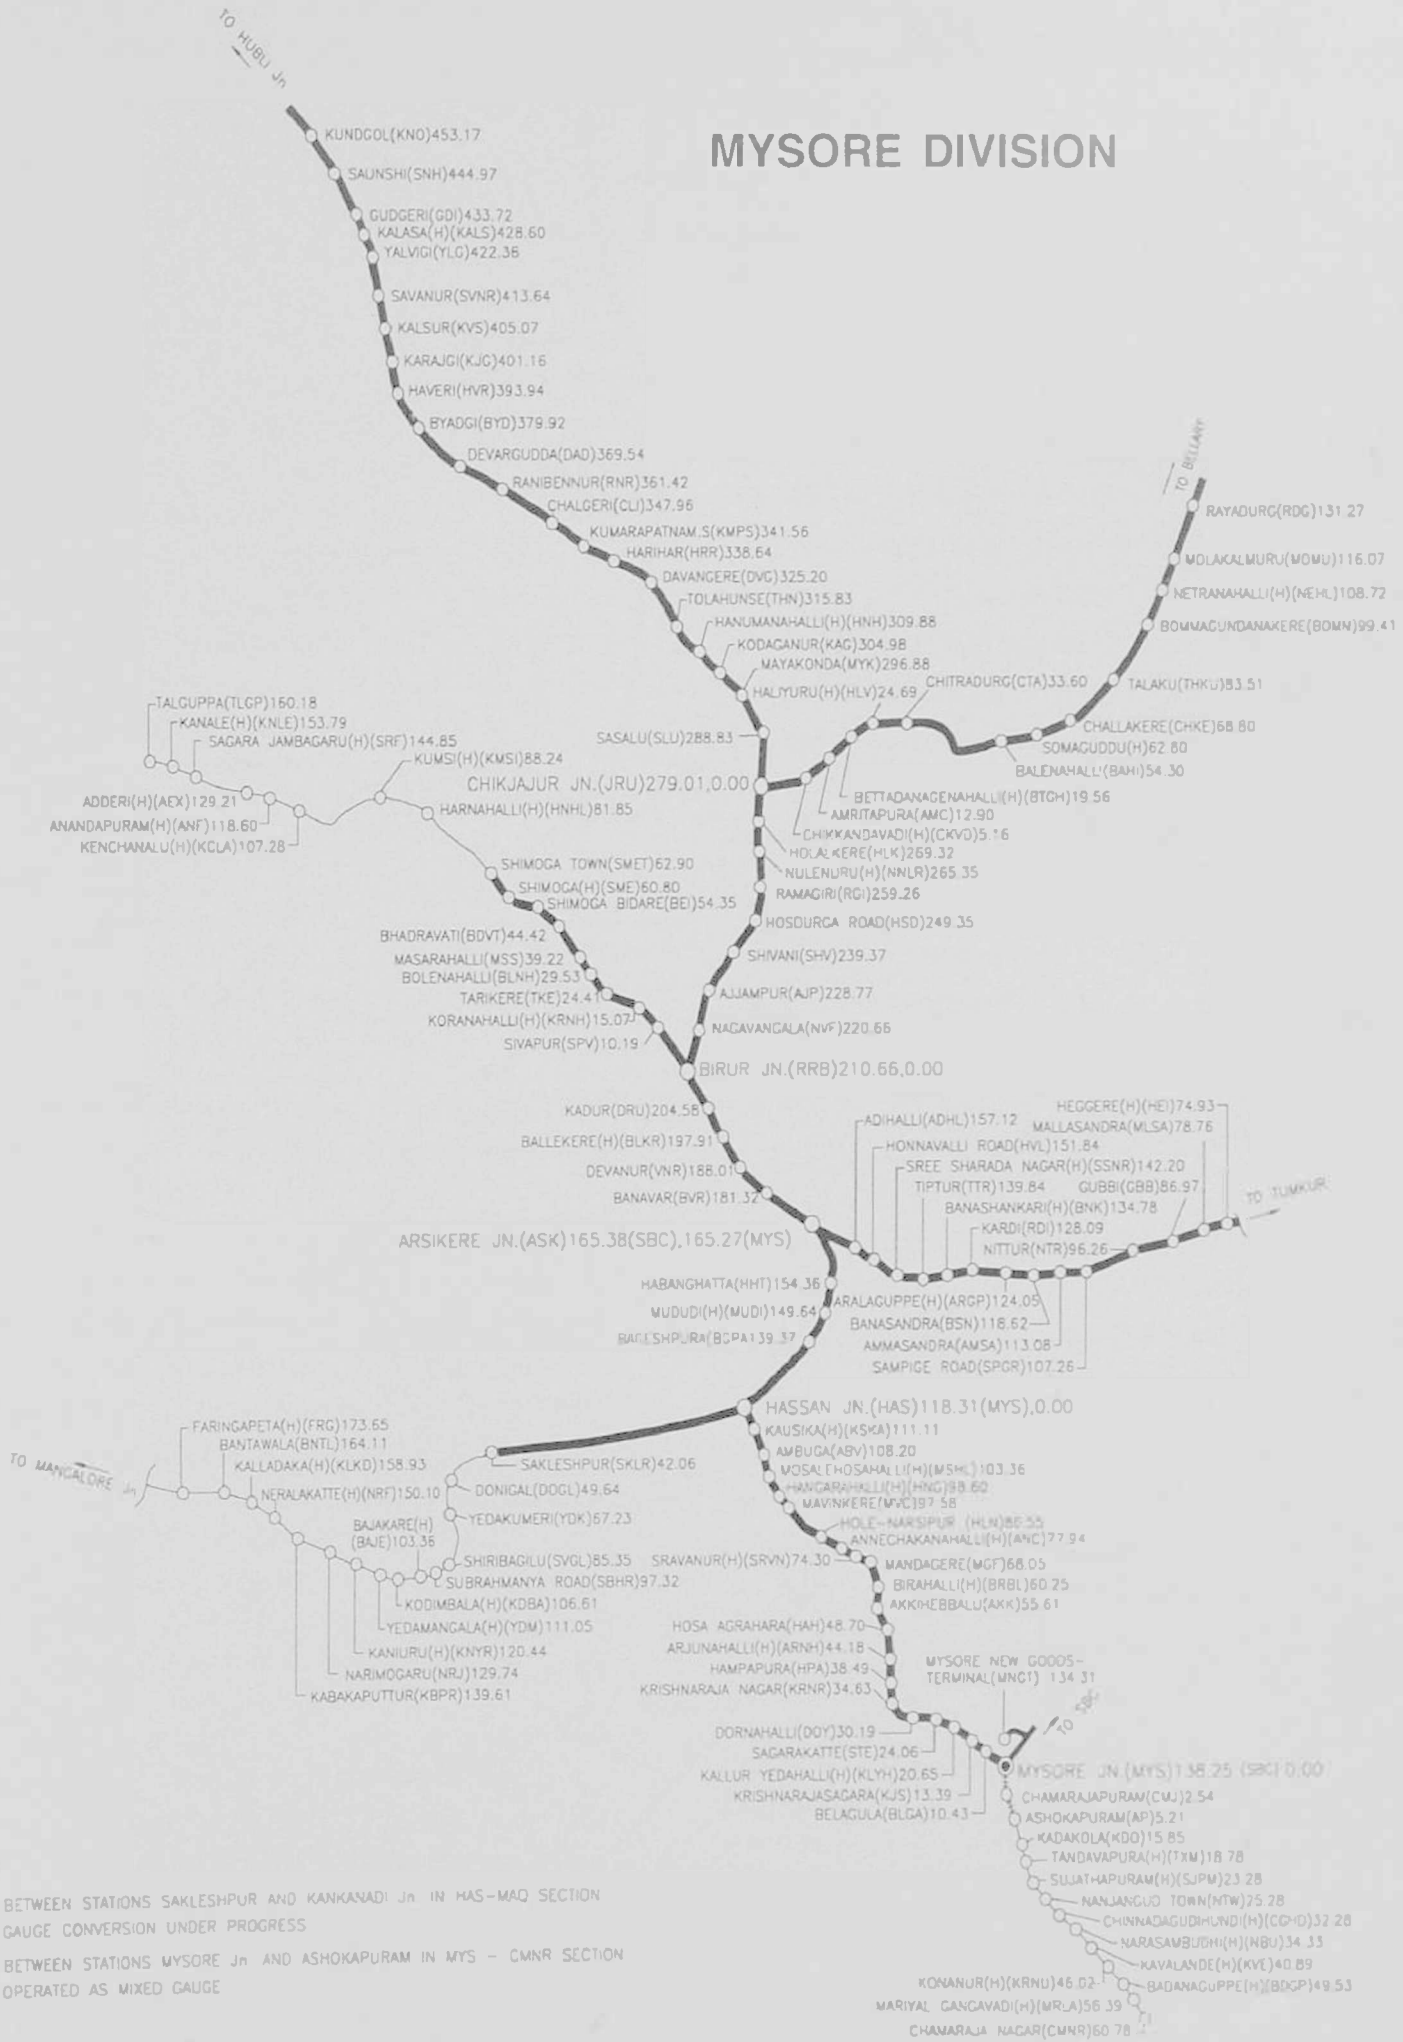 TO HUBLI Jn
MYSORE DIVISION
KUNDGOL(KNO)453.17
SAUNSHI(SNH)444.97
GUDGERI(GDI)433.72
KALASA(H)(KALS)428.60
YALVIGI(YLG)422.36
SAVANUR(SVNR)413.64
KALSUR(KVS)405.07
KARAJGI(KJG)401.16
HAVERI(HVR)393.94
BYADGI(BYD)379.92
DEVARGUDDA(DAD)369.54
RANIBENNUR(RNR)361.42
CHALGERI(CLI)347.96
KUMARAPATNAM.S(KMPS)341.56
HARIHAR(HRR)338.64
DAVANGERE(DVG)325.20
TOLAHUNSE(THN)315.83
HANUMANAHALLI(H)(HNH)309.88
KODAGANUR(KAG)304.98
MAYAKONDA(MYK)296.88
SASALU(SLU)288.83
CHIKJAJUR JN.(JRU)279.01,0.00
TO BELLARY
RAYADURG(RDG)131.27
MOLAKALMURU(MOMU)116.07
NETRANAHALLI(H)(NEHL)108.72
BOMMAGUNDANAKERE(BOMN)99.41
TALAKU(THKU)83.51
CHALLAKERE(CHKE)68.80
SOMAGUDDU(H)62.80
BALENAHALLI(BAHI)54.30
CHITRADURG(CTA)33.60
HALIYURU(H)(HLV)24.69
BETTADANAGENAHALLI(H)(BTGH)19.56
AMRITAPURA(AMC)12.90
CHIKKANDAVADI(H)(CKVD)5.16
HOLALKERE(HLK)269.32
NULENURU(H)(NNLR)265.35
RAMAGIRI(RGI)259.26
HOSDURGA ROAD(HSD)249.35
SHIVANI(SHV)239.37
AJJAMPUR(AJP)228.77
NAGAVANGALA(NVF)220.66
BIRUR JN.(RRB)210.66,0.00
TALGUPPA(TLGP)160.18
KANALE(H)(KNLE)153.79
SAGARA JAMBAGARU(H)(SRF)144.85
KUMSI(H)(KMSI)88.24
ADDERI(H)(AEX)129.21
ANANDAPURAM(H)(ANF)118.60
KENCHANALU(H)(KCLA)107.28
HARNAHALLI(H)(HNHL)81.85
SHIMOGA TOWN(SMET)62.90
SHIMOGA(H)(SME)60.80
SHIMOGA BIDARE(BEI)54.35
BHADRAVATI(BDVT)44.42
MASARAHALLI(MSS)39.22
BOLENAHALLI(BLNH)29.53
TARIKERE(TKE)24.41
KORANAHALLI(H)(KRNH)15.07
SIVAPUR(SPV)10.19
KADUR(DRU)204.58
BALLEKERE(H)(BLKR)197.91
DEVANUR(VNR)188.01
BANAVAR(BVR)181.32
ARSIKERE JN.(ASK)165.38(SBC),165.27(MYS)
HEGGERE(H)(HEI)74.93
ADIHALLI(ADHL)157.12
MALLASANDRA(MLSA)78.76
HONNAVALLI ROAD(HVL)151.84
SREE SHARADA NAGAR(H)(SSNR)142.20
TIPTUR(TTR)139.84
GUBBI(GBB)86.97
BANASHANKARI(H)(BNK)134.78
KARDI(RDI)128.09
NITTUR(NTR)96.26
TO TUMKUR
ARALAGUPPE(H)(ARGP)124.05
BANASANDRA(BSN)118.62
AMMASANDRA(AMSA)113.08
SAMPIGE ROAD(SPGR)107.26
HABANGHATTA(HHT)154.36
MUDUDI(H)(MUDI)149.64
BAGESHPURA(BGPA139.37
HASSAN JN.(HAS)118.31(MYS),0.00
TO MANGALORE Jn
FARINGAPETA(H)(FRG)173.65
BANTAWALA(BNTL)164.11
KALLADAKA(H)(KLKD)158.93
NERALAKATTE(H)(NRF)150.10
BAJAKARE(H)
(BAJE)103.36
SAKLESHPUR(SKLR)42.06
DONIGAL(DOGL)49.64
YEDAKUMERI(YDK)67.23
SHIRIBAGILU(SVGL)85.35
SUBRAHMANYA ROAD(SBHR)97.32
KODIMBALA(H)(KDBA)106.61
YEDAMANGALA(H)(YDM)111.05
KANIURU(H)(KNYR)120.44
NARIMOGARU(NRJ)129.74
KABAKAPUTTUR(KBPR)139.61
KAUSIKA(H)(KSKA)111.11
AMBUGA(ABV)108.20
MOSALEHOSAHALLI(H)(MSHL)103.36
HANGARAHALLI(H)(HNG)98.60
MAVINKERE(MVC)97.58
HOLE-NARSIPUR (HLN)86.55
ANNECHAKANAHALLI(H)(ANC)77.94
SRAVANUR(H)(SRVN)74.30
MANDAGERE(MGF)68.05
BIRAHALLI(H)(BRBL)60.25
AKKIHEBBALU(AKK)55.61
HOSA AGRAHARA(HAH)48.70
ARJUNAHALLI(H)(ARNH)44.18
HAMPAPURA(HPA)38.49
KRISHNARAJA NAGAR(KRNR)34.63
MYSORE NEW GOODS-
TERMINAL(MNGT) 134.31
TO SBC
DORNAHALLI(DOY)30.19
SAGARAKATTE(STE)24.06
KALLUR YEDAHALLI(H)(KLYH)20.65
KRISHNARAJASAGARA(KJS)13.39
BELAGULA(BLGA)10.43
MYSORE JN.(MYS)138.25 (SBC) 0.00
CHAMARAJAPURAM(CMJ)2.54
ASHOKAPURAM(AP)5.21
KADAKOLA(KDO)15.85
TANDAVAPURA(H)(TXM)18.78
SUJATHAPURAM(H)(SJPM)23.28
NANJANGUD TOWN(NTW)25.28
CHINNADAGUDIHUNDI(H)(CGHD)32.28
NARASAMBUDHI(H)(NBU)34.33
KAVALANDE(H)(KVE)40.89
KONANUR(H)(KRNU)46.02
BADANAGUPPE(H)(BDGP)49.53
MARIYAL GANGAVADI(H)(MRLA)56.39
CHAMARAJA NAGAR(CMNR)60.78
BETWEEN STATIONS SAKLESHPUR AND KANKANADI Jn IN HAS-MAQ SECTION
GAUGE CONVERSION UNDER PROGRESS
BETWEEN STATIONS MYSORE Jn AND ASHOKAPURAM IN MYS - CMNR SECTION
OPERATED AS MIXED GAUGE